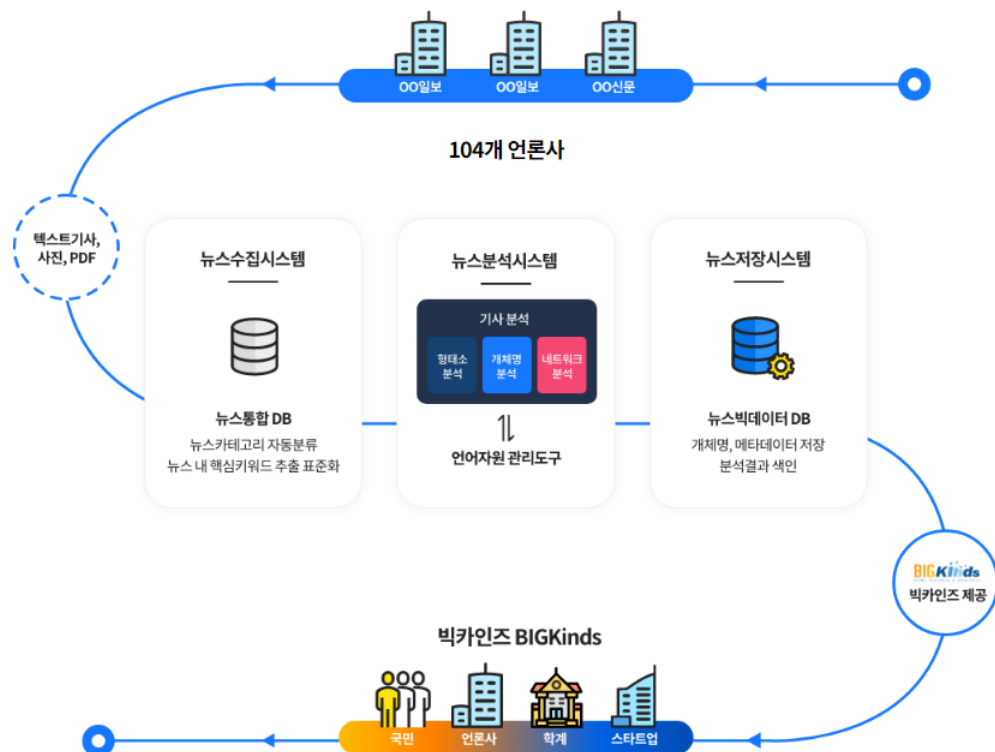 OO일보
OO일보
OO신문
104개 언론사
텍스트기사,
사진, PDF
뉴스수집시스템
뉴스통합 DB
뉴스카테고리 자동분류
뉴스 내 핵심키워드 추출 표준화
뉴스분석시스템
기사 분석
형태소
분석
개체명
분석
네트워크
분석
언어자원 관리도구
뉴스저장시스템
뉴스빅데이터 DB
개체명, 메타데이터 저장
분석결과 색인
BIGKinds
빅카인즈 제공
빅카인즈 BIGKinds
국민
언론사
학계
스타트업